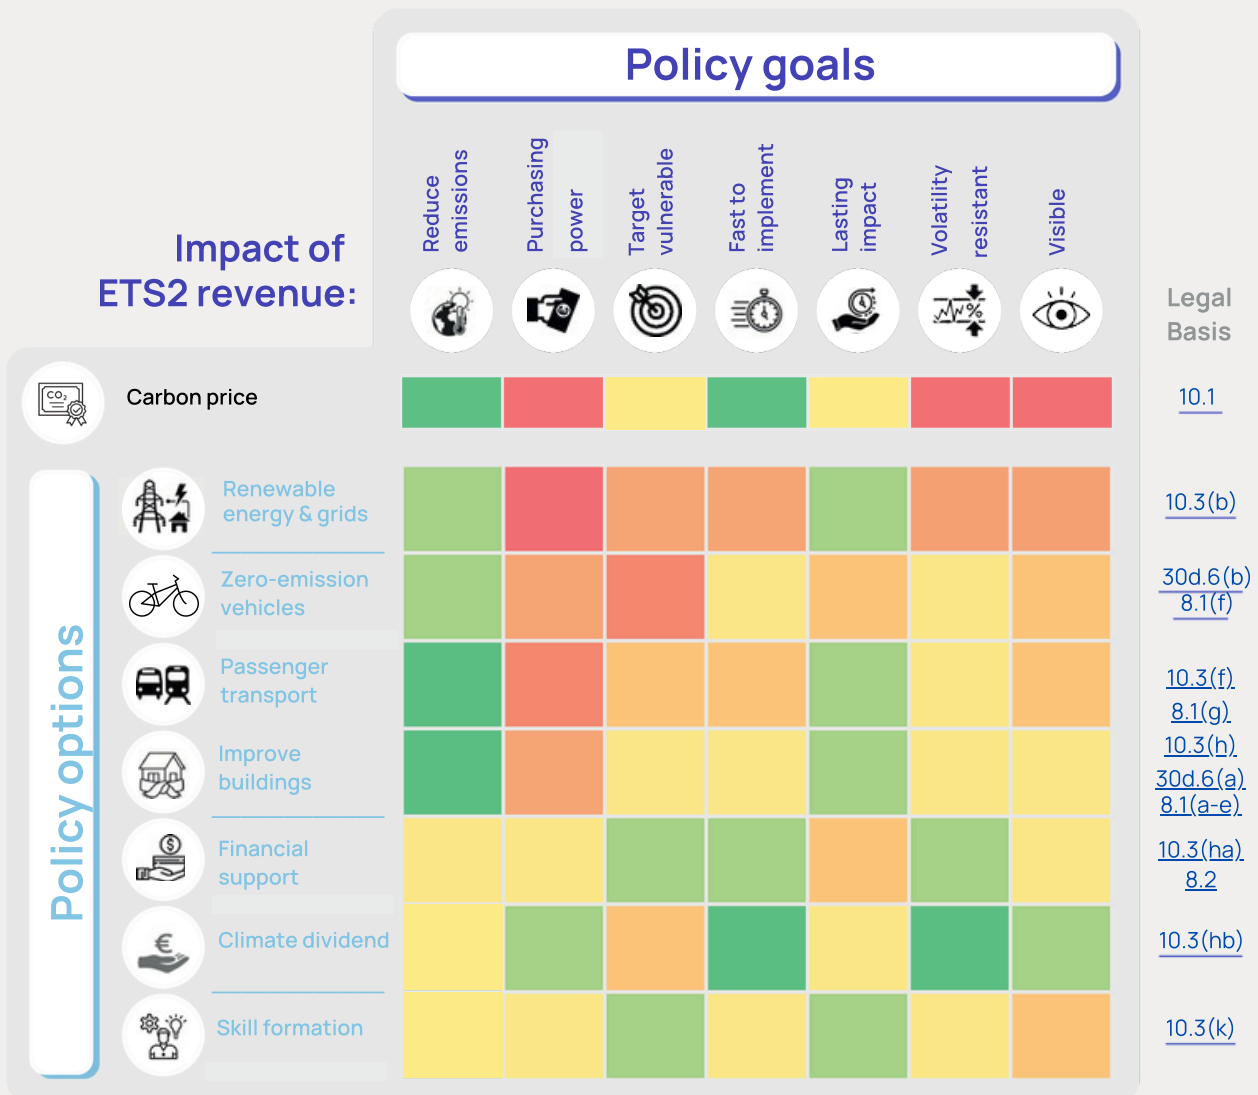 Policy goals
Reduce
emissions
Purchasing
power
Target
vulnerable
Fast to
implement
Lasting
impact
Volatility
resistant
Visible
Impact of
ETS2 revenue:
%
Legal
Basis
CO₂
Carbon price
10.1
Policy options
Renewable
energy & grids
10.3(b)
Zero-emission
vehicles
30d.6(b)
8.1(f)
Passenger
transport
10.3(f)
8.1(g)
Improve
buildings
10.3(h)
30d.6(a)
8.1(a-e)
$
Financial
support
10.3(ha)
8.2
€
Climate dividend
10.3(hb)
Skill formation
10.3(k)